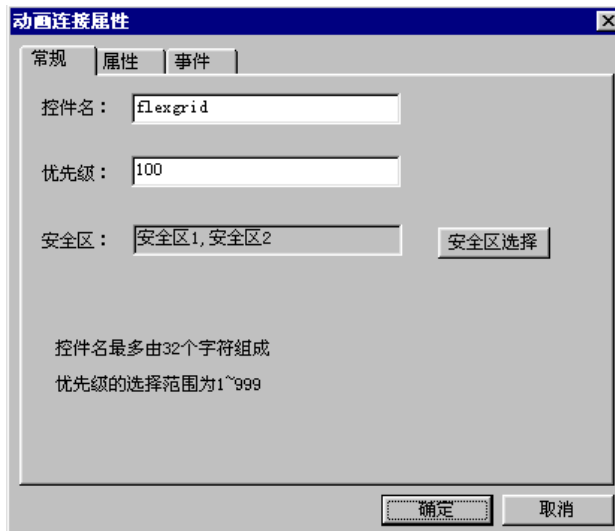 动画连接属性
常规 属性 事件
控件名： flexgrid
优先级： 100
安全区： 安全区1,安全区2 安全区选择
控件名最多由32个字符组成
优先级的选择范围为1~999
确定 取消